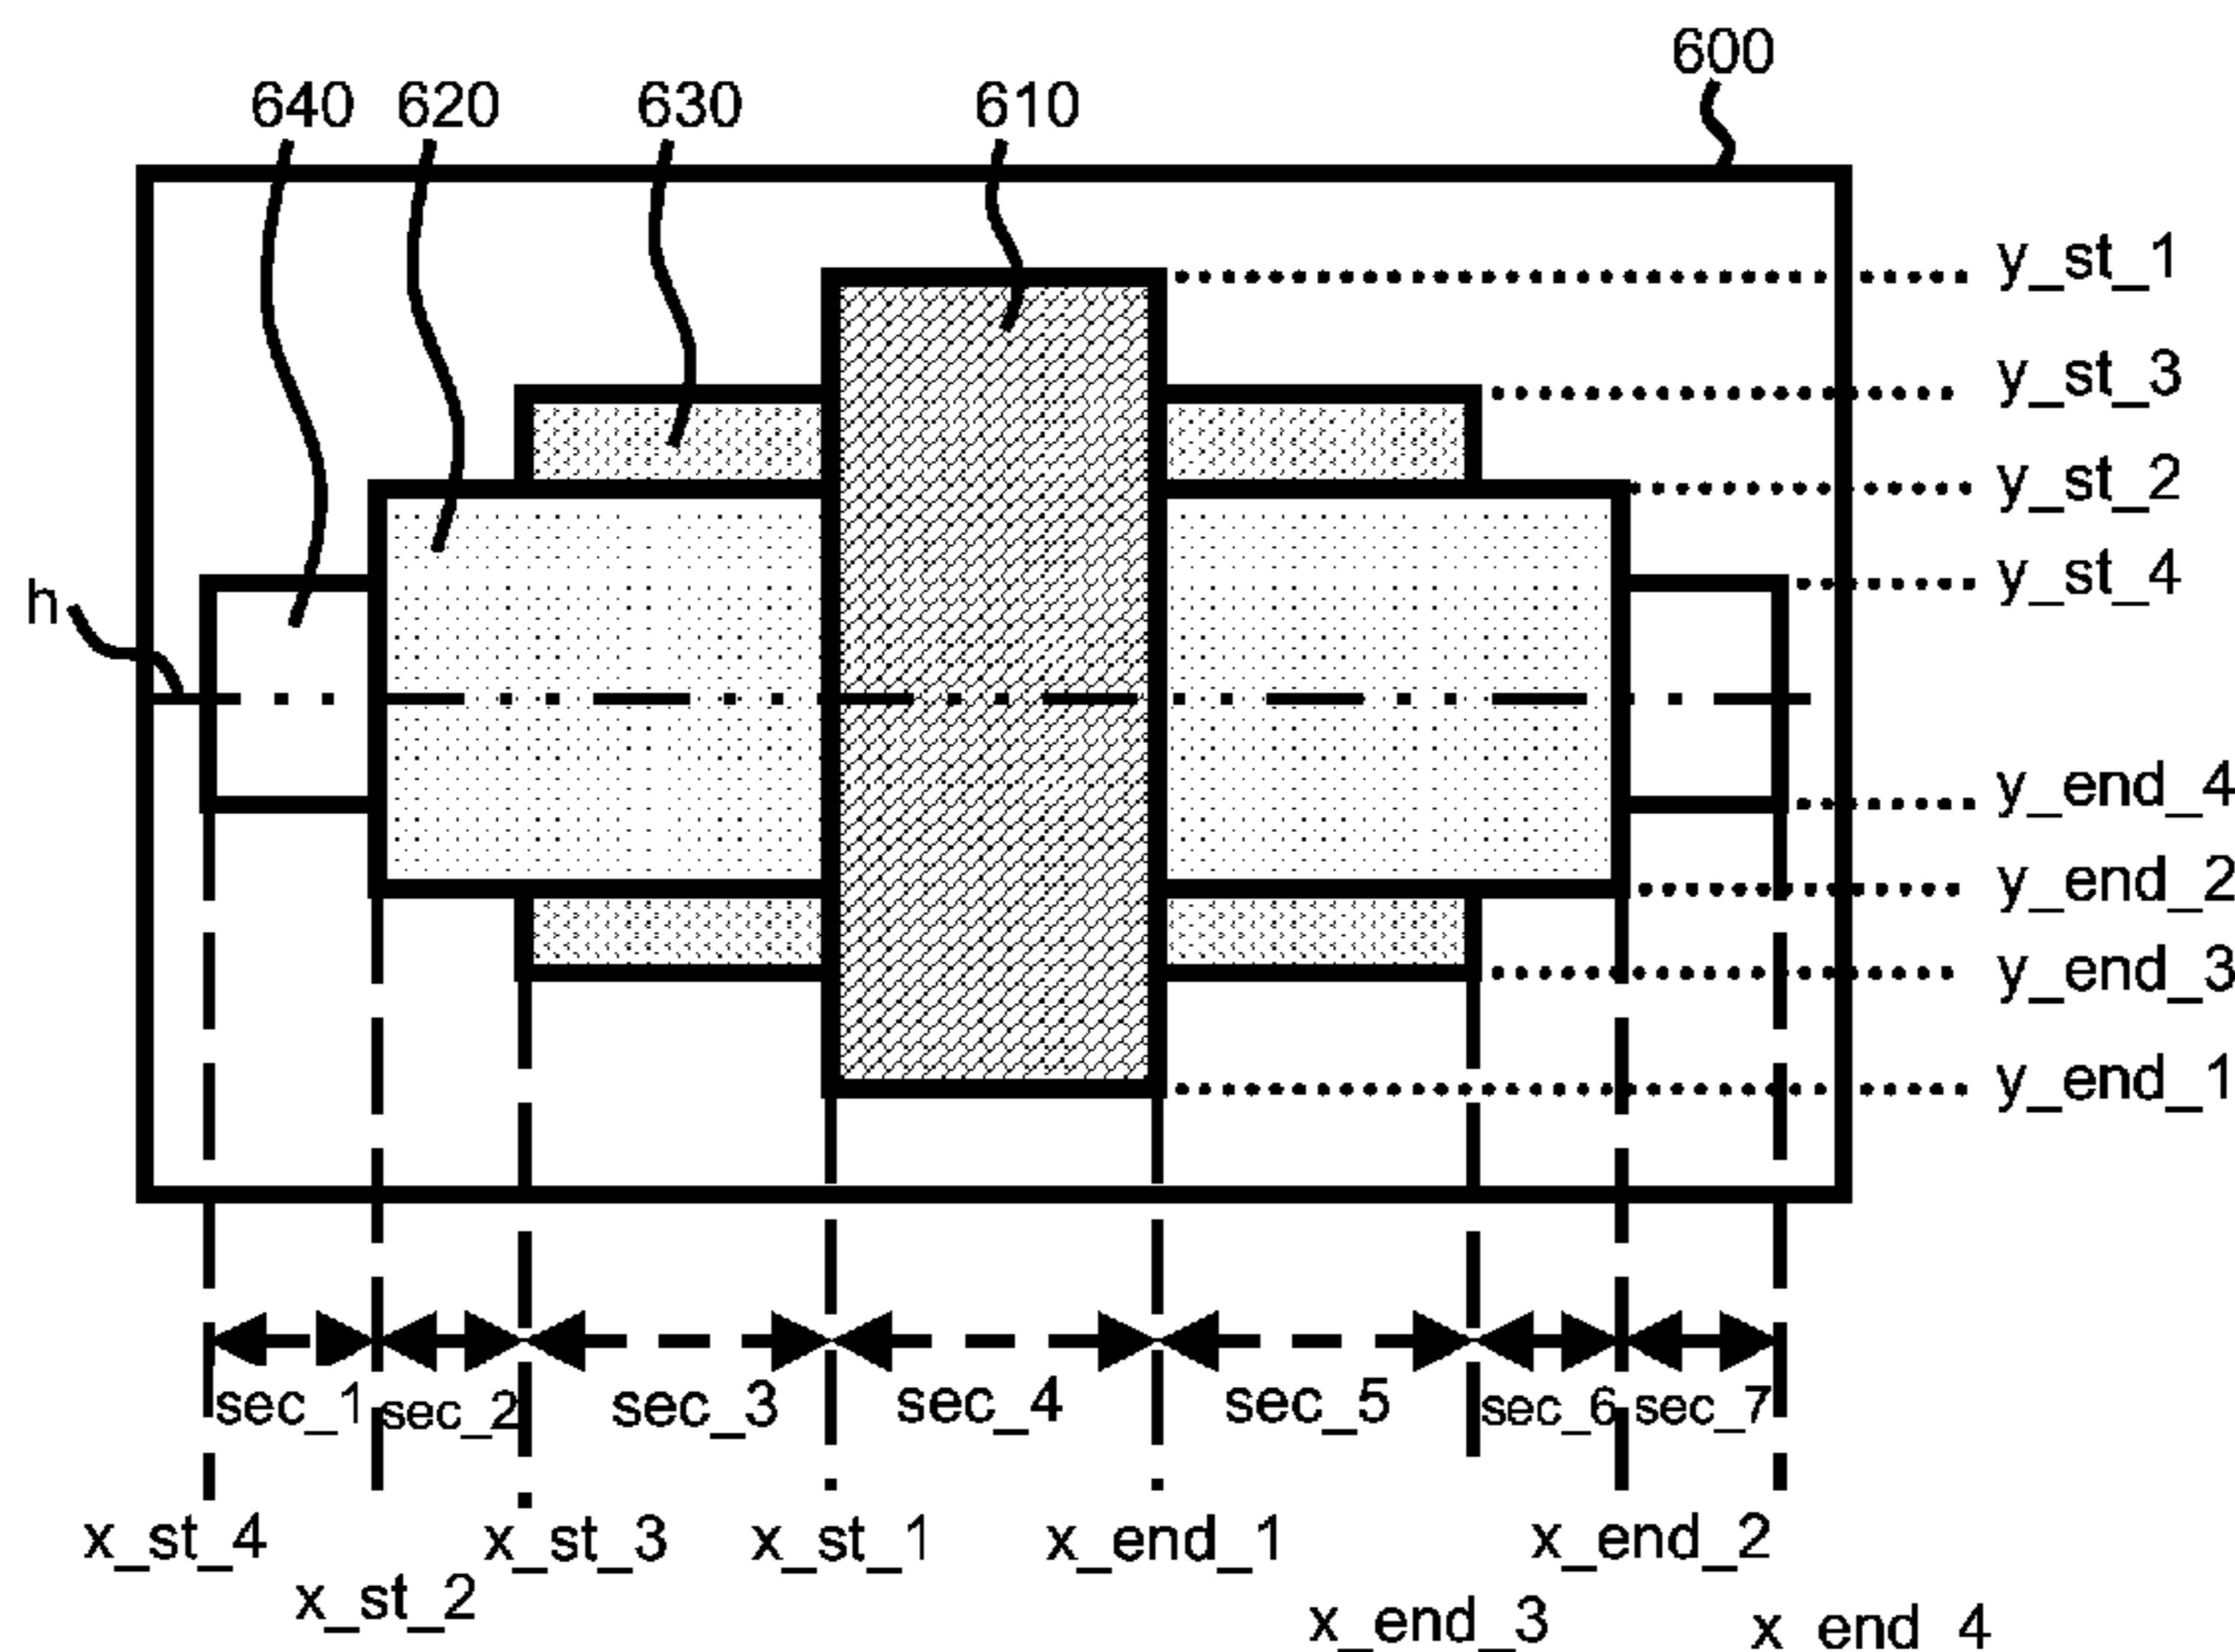 600
640 620 630 610
y_st_1
y_st_3
y_st_2
y_st_4
h
y_end_4
y_end_2
y_end_3
y_end_1
sec_1 sec_2 sec_3 sec_4 sec_5 sec_6 sec_7
x_st_4 x_st_3 x_st_1 x_end_1 x_end_2
x_st_2 x_end_3 x_end_4